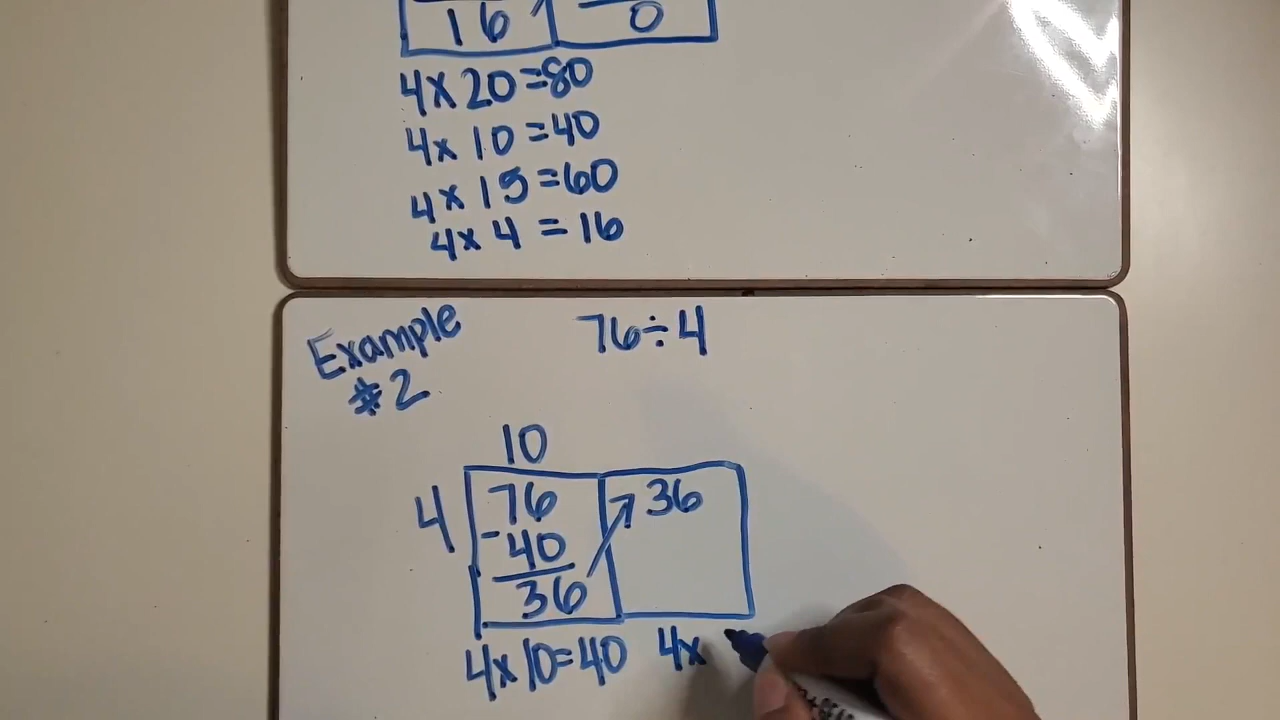 16 0
4x20=80
4x10=40
4x15=60
4x4=16
Example
#2
76÷4
10
4 76 36
-40
36
4x10=40 4x